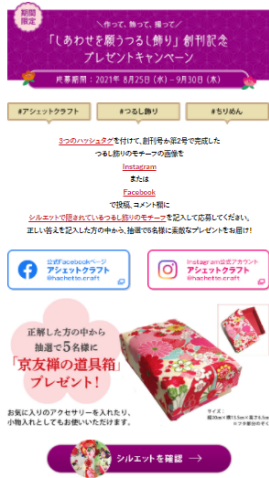 期間
限定
＼作って、飾って、撮って／
「しあわせを願うつるし飾り」創刊記念
プレゼントキャンペーン
応募期間：2021年 8月25日（水）- 9月30日（木）
#アシェットクラフト
#つるし飾り
#ちりめん
3つのハッシュタグを付けて、創刊号か第2号で完成した
つるし飾りのモチーフの画像を
Instagram
または
Facebook
で投稿、コメント欄に
シルエットで隠されているつるし飾りのモチーフを記入して応募してください。
正しい答えを記入した方の中から、抽選で5名様に素敵なプレゼントをお届け！
公式Facebookページ
アシェットクラフト
@hachette.craft
Instagram公式アカウント
アシェットクラフト
@hachette.craft
正解した方の中から
抽選で5名様に
「京友禅の道具箱」
プレゼント！
お気に入りのアクセサリーを入れたり、
小物入れとしてもお使いいただけます。
サイズ：
シルエットを確認 →